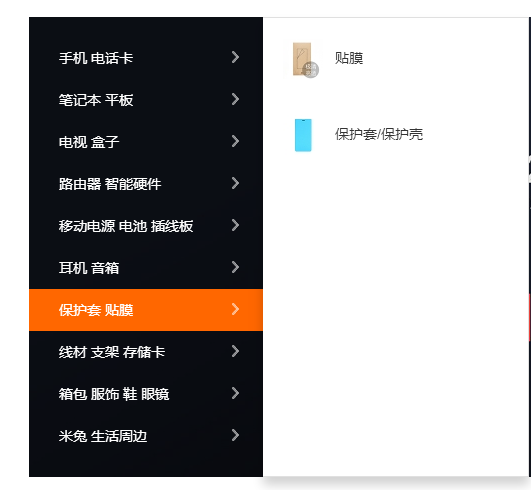 手机 电话卡
笔记本 平板
电视 盒子
路由器 智能硬件
移动电源 电池 插线板
耳机 音箱
保护套 贴膜
线材 支架 存储卡
箱包 服饰 鞋 眼镜
米兔 生活周边
贴膜
保护套/保护壳